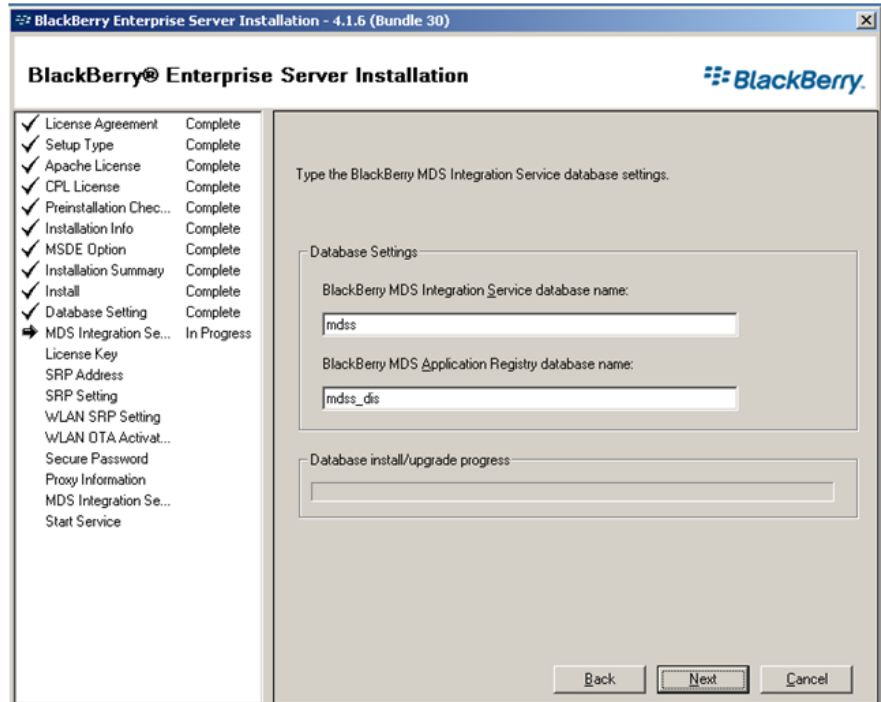 BlackBerry Enterprise Server Installation - 4.1.6 (Bundle 30)
BlackBerry® Enterprise Server Installation
BlackBerry.
License Agreement Complete
Setup Type Complete
Apache License Complete
CPL License Complete
Preinstallation Chec... Complete
Installation Info Complete
MSDE Option Complete
Installation Summary Complete
Install Complete
Database Setting Complete
MDS Integration Se... In Progress
License Key
SRP Address
SRP Setting
WLAN SRP Setting
WLAN OTA Activat...
Secure Password
Proxy Information
MDS Integration Se...
Start Service
Type the BlackBerry MDS Integration Service database settings.
Database Settings
BlackBerry MDS Integration Service database name:
mdss
BlackBerry MDS Application Registry database name:
mdss_dis
Database install/upgrade progress
Back Next Cancel